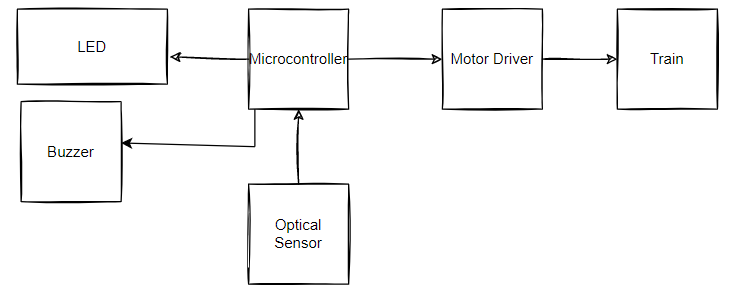 LED
Microcontroller
Motor Driver
Train
Buzzer
Optical
Sensor